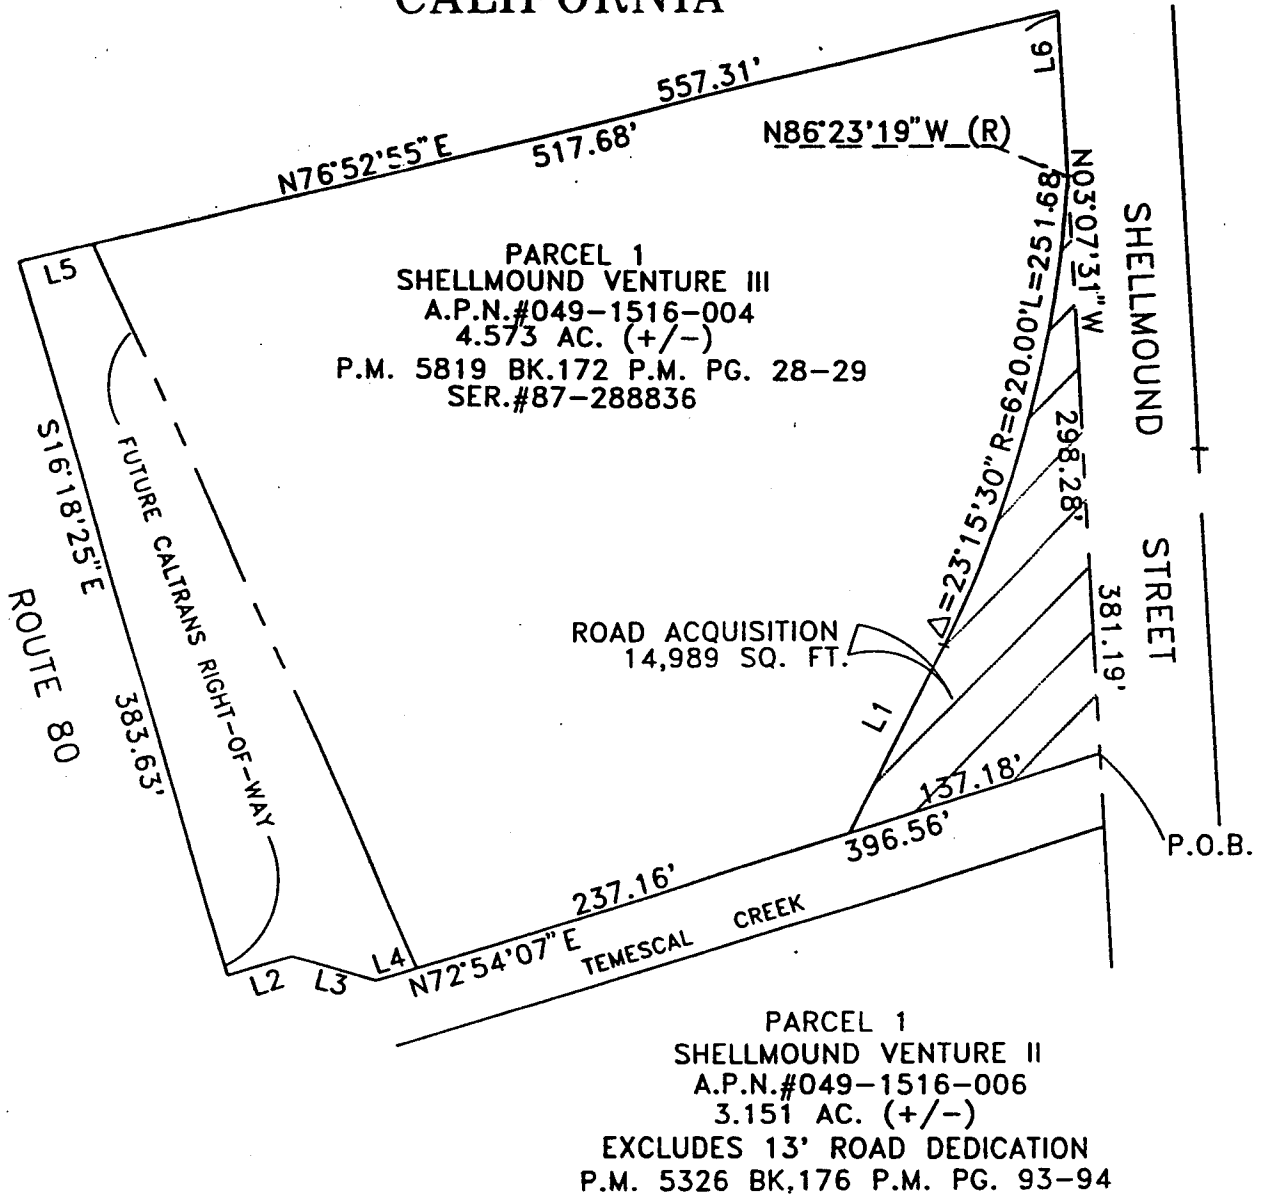 CALIFORNIA
557.31'
L6
N86°23'19"W (R)
N76°52'55"E
517.68'
L5
PARCEL 1
SHELLMOUND VENTURE III
A.P.N.#049-1516-004
4.573 AC. (+/-)
P.M. 5819 BK.172 P.M. PG. 28-29
SER.#87-288836
N03°07'31"W
SHELLMOUND STREET
Δ=23°15'30" R=620.00' L=251.68'
298.28'
381.19'
S16°18'25"E
383.63'
FUTURE CALTRANS RIGHT-OF-WAY
ROUTE 80
ROAD ACQUISITION
14,989 SQ. FT.
L1
137.18'
396.56'
P.O.B.
237.16'
L2
L3
L4
N72°54'07"E
TEMESCAL CREEK
PARCEL 1
SHELLMOUND VENTURE II
A.P.N.#049-1516-006
3.151 AC. (+/-)
EXCLUDES 13' ROAD DEDICATION
P.M. 5326 BK,176 P.M. PG. 93-94